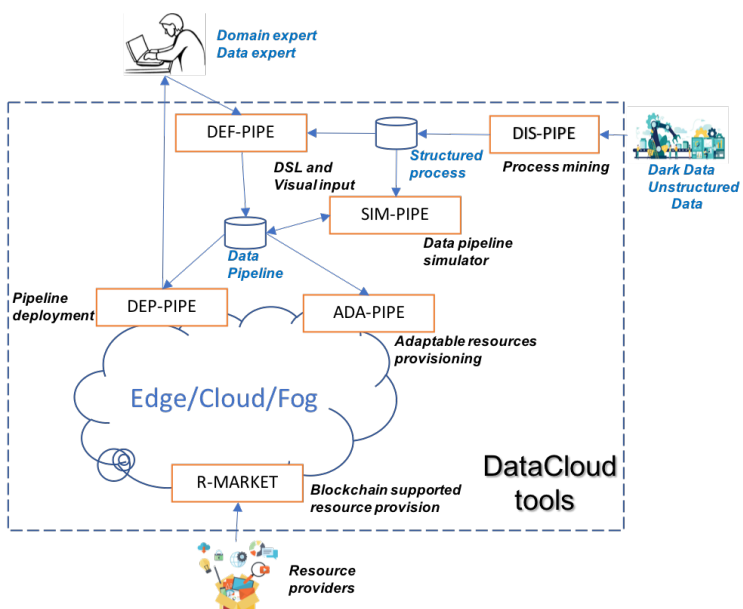 Domain expert
Data expert
DEF-PIPE
DIS-PIPE
Structured
process
Process mining
DSL and
Visual input
Dark Data
Unstructured
Data
SIM-PIPE
Data
Pipeline
Data pipeline
simulator
Pipeline
deployment
DEP-PIPE
ADA-PIPE
Adaptable resources
provisioning
Edge/Cloud/Fog
R-MARKET
Blockchain supported
resource provision
DataCloud
tools
Resource
providers